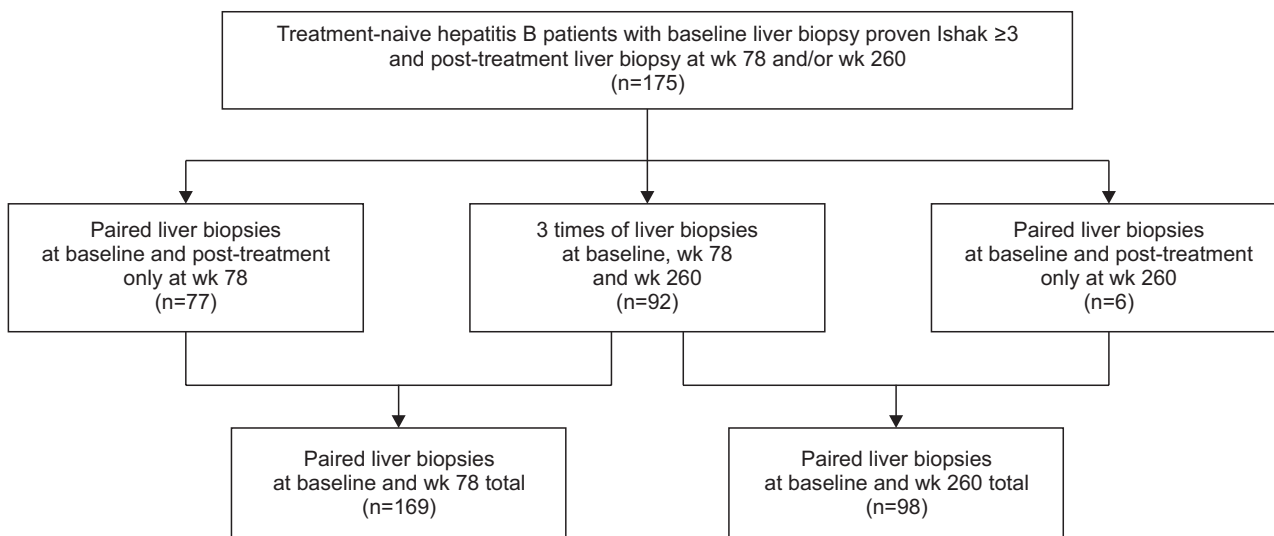 Treatment-naive hepatitis B patients with baseline liver biopsy proven Ishak ≥3
and post-treatment liver biopsy at wk 78 and/or wk 260
(n=175)
Paired liver biopsies
at baseline and post-treatment
only at wk 78
(n=77)
3 times of liver biopsies
at baseline, wk 78
and wk 260
(n=92)
Paired liver biopsies
at baseline and post-treatment
only at wk 260
(n=6)
Paired liver biopsies
at baseline and wk 78 total
(n=169)
Paired liver biopsies
at baseline and wk 260 total
(n=98)